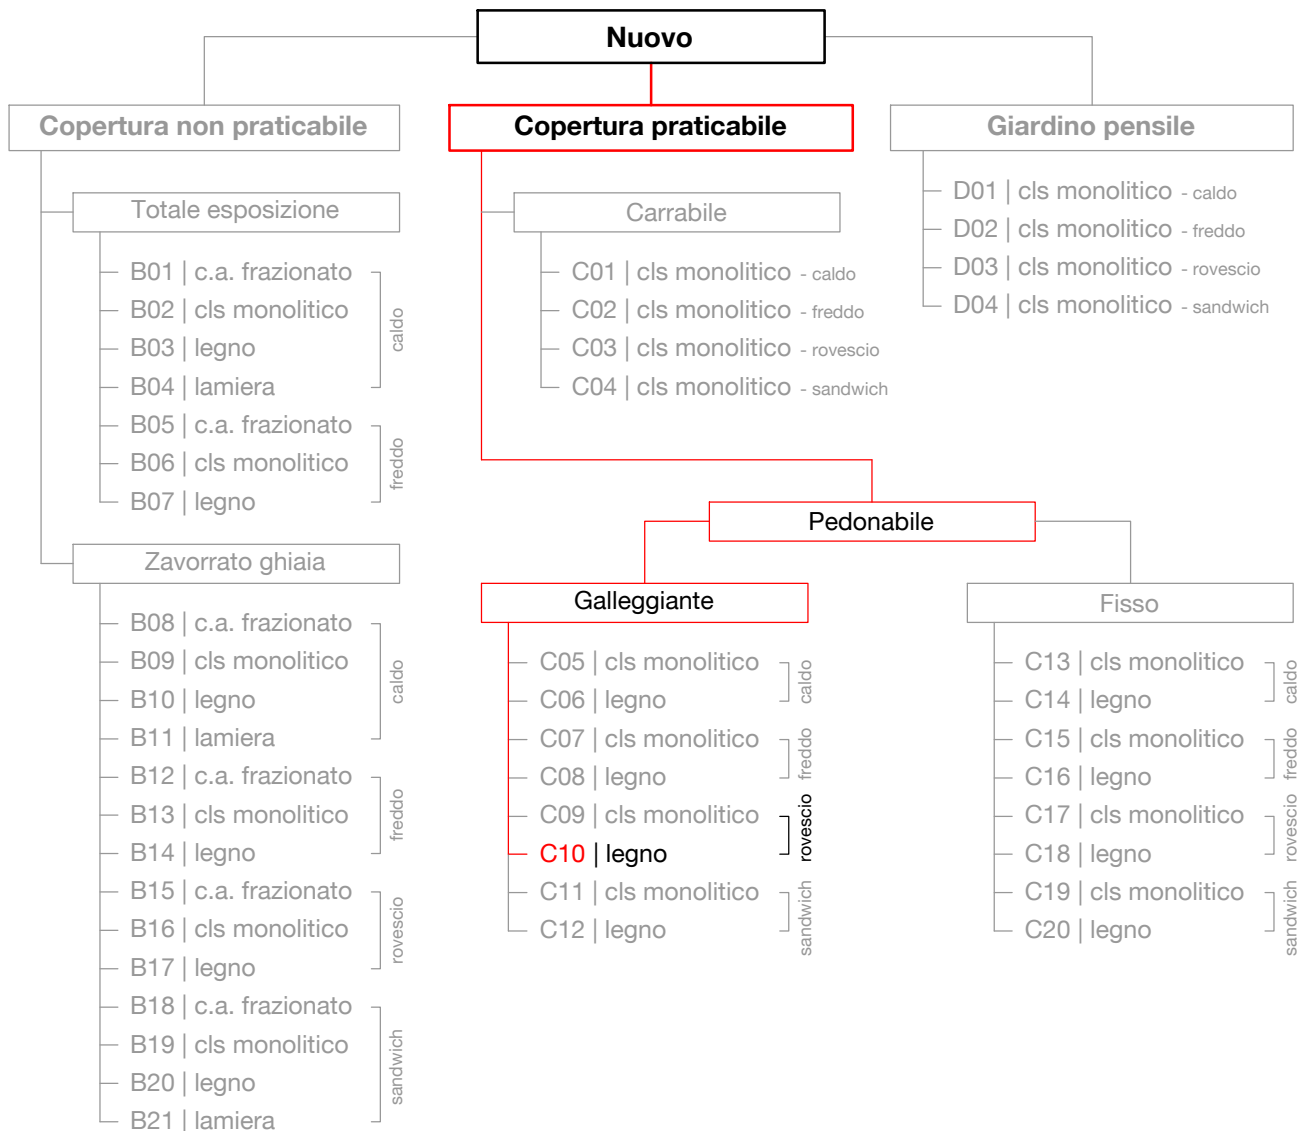 Nuovo
Copertura non praticabile
Totale esposizione
B01 | c.a. frazionato
B02 | cls monolitico
B03 | legno
B04 | lamiera
caldo
B05 | c.a. frazionato
B06 | cls monolitico
B07 | legno
freddo
Zavorrato ghiaia
B08 | c.a. frazionato
B09 | cls monolitico
B10 | legno
B11 | lamiera
caldo
B12 | c.a. frazionato
B13 | cls monolitico
B14 | legno
freddo
B15 | c.a. frazionato
B16 | cls monolitico
B17 | legno
rovescio
B18 | c.a. frazionato
B19 | cls monolitico
B20 | legno
B21 | lamiera
sandwich
Copertura praticabile
Carrabile
C01 | cls monolitico - caldo
C02 | cls monolitico - freddo
C03 | cls monolitico - rovescio
C04 | cls monolitico - sandwich
Pedonabile
Galleggiante
C05 | cls monolitico
C06 | legno
caldo
C07 | cls monolitico
C08 | legno
freddo
C09 | cls monolitico
C10 | legno
rovescio
C11 | cls monolitico
C12 | legno
sandwich
Fisso
C13 | cls monolitico
C14 | legno
caldo
C15 | cls monolitico
C16 | legno
freddo
C17 | cls monolitico
C18 | legno
rovescio
C19 | cls monolitico
C20 | legno
sandwich
Giardino pensile
D01 | cls monolitico - caldo
D02 | cls monolitico - freddo
D03 | cls monolitico - rovescio
D04 | cls monolitico - sandwich